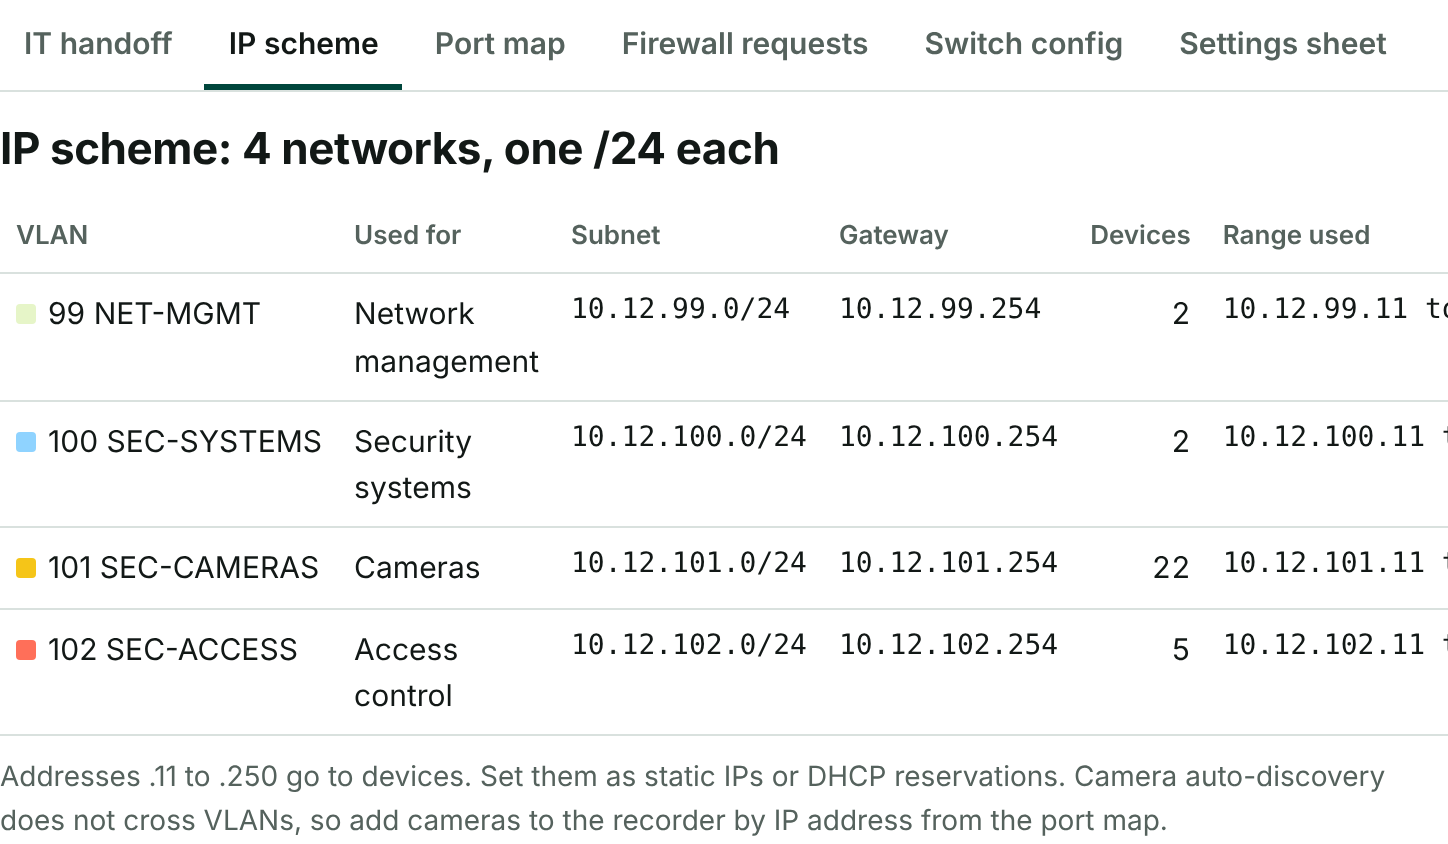 IT handoff IP scheme Port map Firewall requests Switch config Settings sheet
IP scheme: 4 networks, one /24 each
VLAN Used for Subnet Gateway Devices Range used
99 NET-MGMT Network management 10.12.99.0/24 10.12.99.254 2 10.12.99.11
100 SEC-SYSTEMS Security systems 10.12.100.0/24 10.12.100.254 2 10.12.100.11
101 SEC-CAMERAS Cameras 10.12.101.0/24 10.12.101.254 22 10.12.101.11
102 SEC-ACCESS Access control 10.12.102.0/24 10.12.102.254 5 10.12.102.11
Addresses .11 to .250 go to devices. Set them as static IPs or DHCP reservations. Camera auto-discovery
does not cross VLANs, so add cameras to the recorder by IP address from the port map.